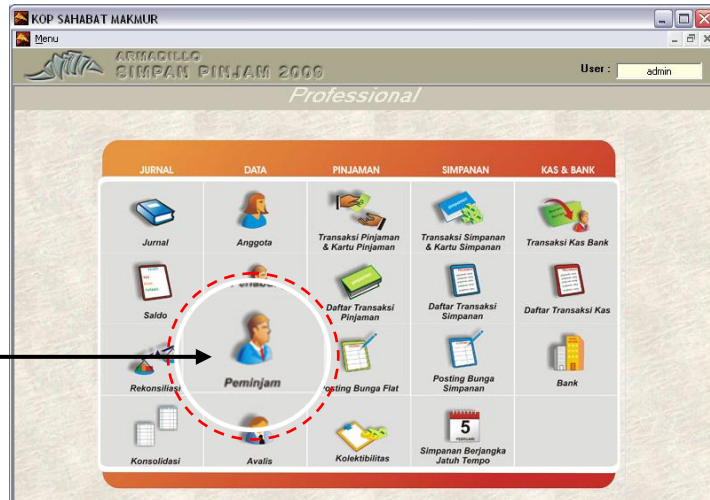 KOP SAHABAT MAKMUR
Menu
ARMADILLO
SIMPAN PINJAM 2009
User :
admin
Professional
JURNAL DATA PINJAMAN SIMPANAN KAS & BANK
Jurnal
Anggota
Transaksi Pinjaman
& Kartu Pinjaman
Transaksi Simpanan
& Kartu Simpanan
Transaksi Kas Bank
Saldo
Daftar Transaksi
Pinjaman
Daftar Transaksi
Simpanan
Daftar Transaksi Kas
Rekonsiliasi
Peminjam
Posting Bunga Flat
Posting Bunga
Simpanan
Bank
Konsolidasi
Avalis
Kolektibilitas
5
Simpanan Berjangka
Jatuh Tempo